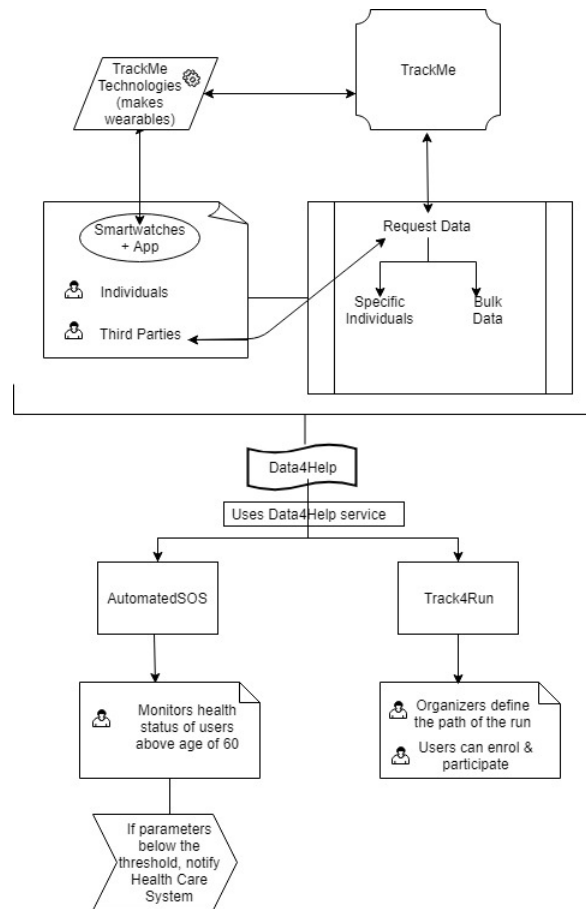 TrackMe
Technologies
(makes
wearables)
TrackMe
Smartwatches
+ App
Individuals
Third Parties
Request Data
Specific
Individuals
Bulk
Data
Data4Help
Uses Data4Help service
AutomatedSOS
Track4Run
Monitors health
status of users
above age of 60
Organizers define
the path of the run
Users can enrol &
participate
If parameters
below the
threshold, notify
Health Care
System